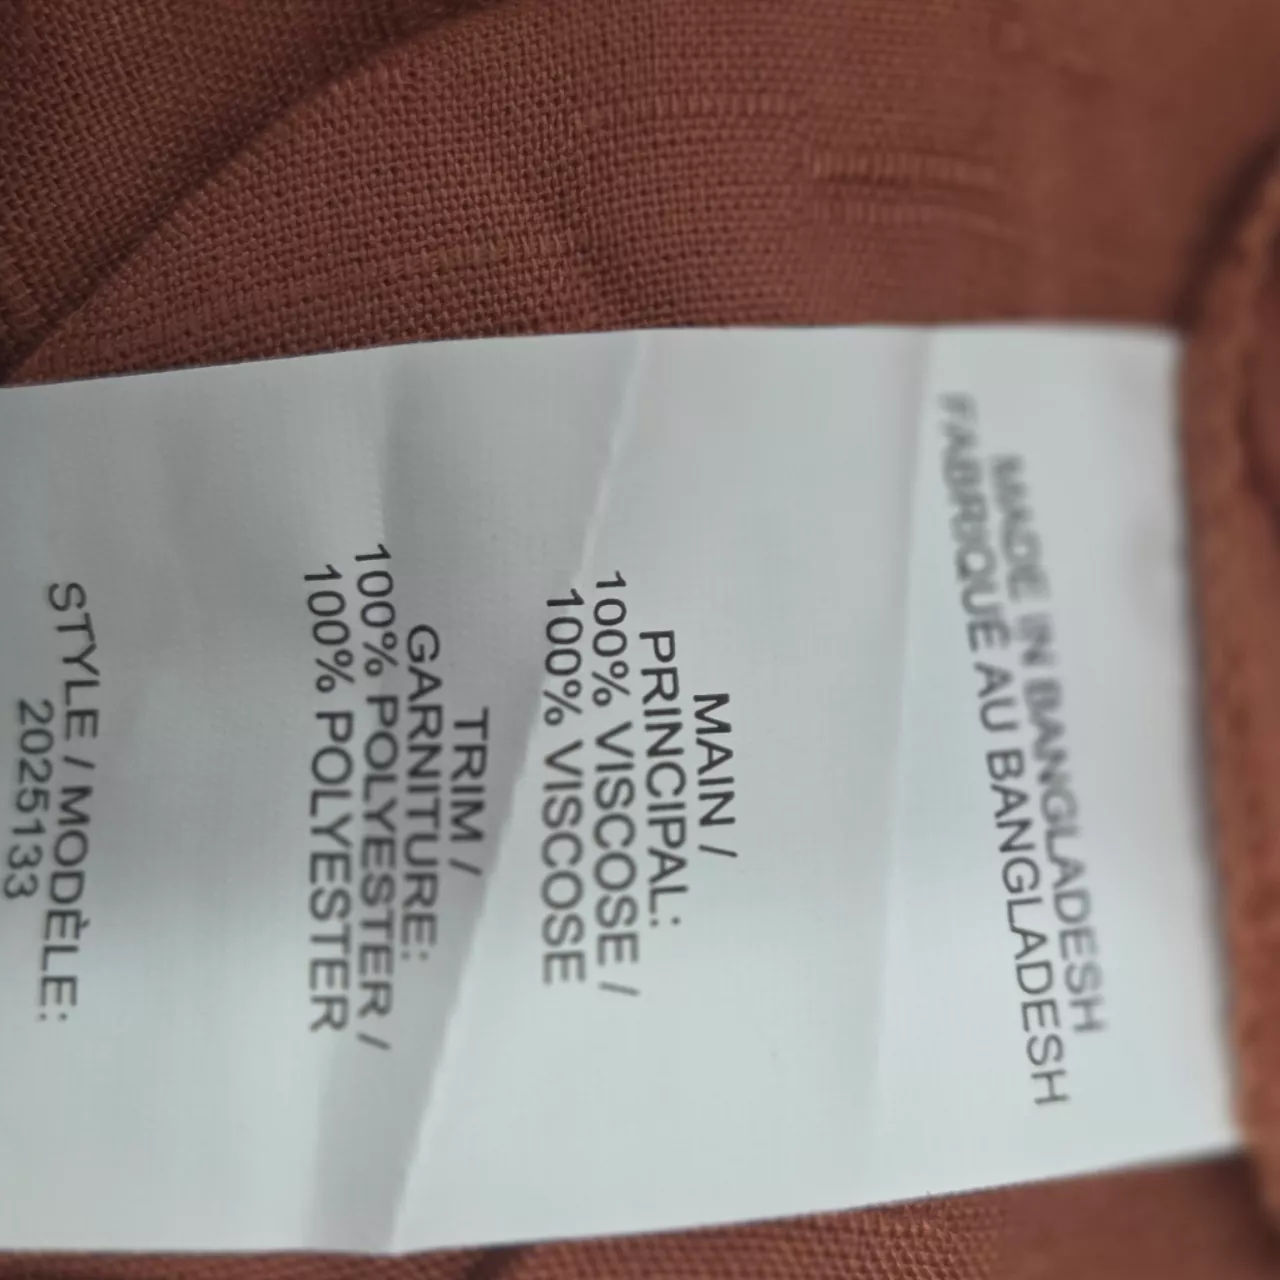 MADE IN BANGLADESH
FABRIQUÉ AU BANGLADESH
MAIN /
PRINCIPAL:
100% VISCOSE /
100% VISCOSE
TRIM /
GARNITURE:
100% POLYESTER /
100% POLYESTER
STYLE / MODÈLE:
2025133